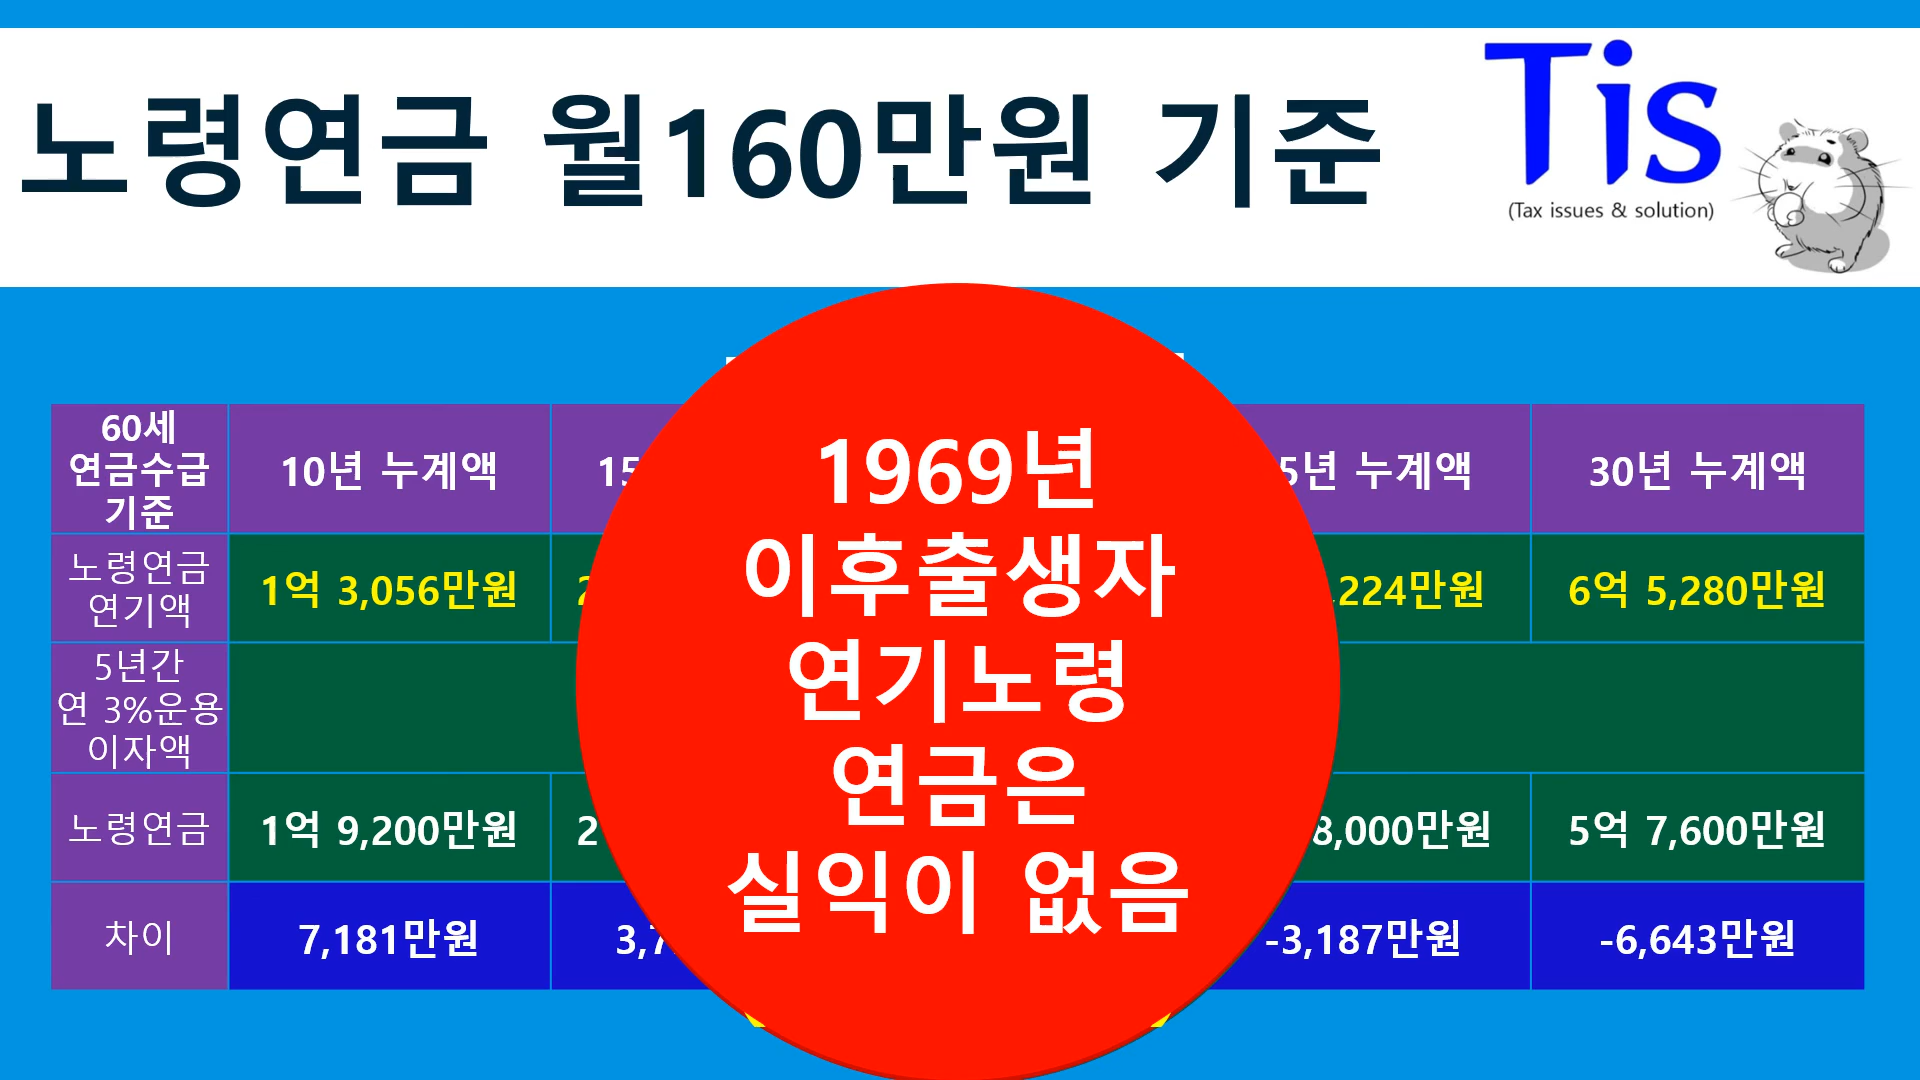 노령연금 월160만원 기준
Tis
(Tax issues & solution)
60세
연금수급
기준
10년 누계액
15
5년 누계액
30년 누계액
노령연금
연기액
1억 3,056만원
224만원
6억 5,280만원
5년간
연 3%운용
이자액
노령연금
1억 9,200만원
2
8,000만원
5억 7,600만원
차이
7,181만원
3,7
-3,187만원
-6,643만원
1969년
이후출생자
연기노령
연금은
실익이 없음